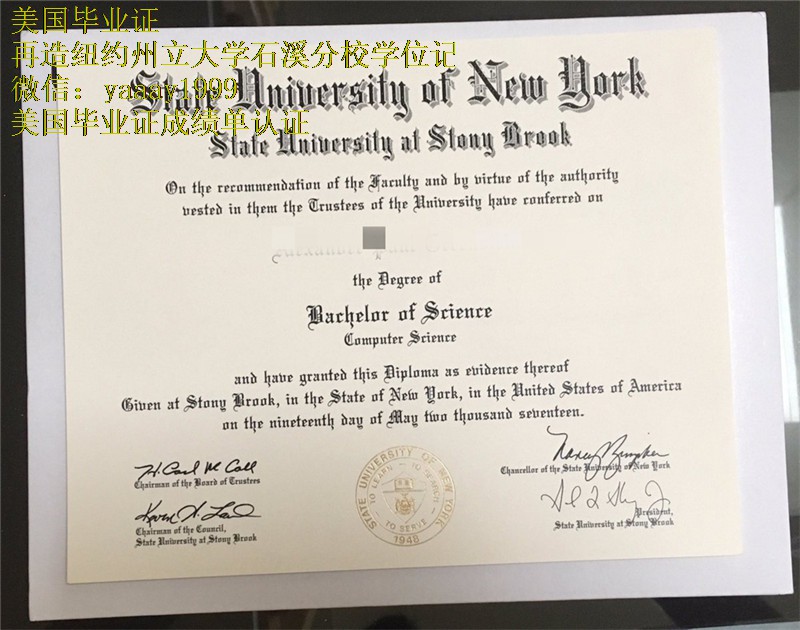 美国毕业证
再造纽约州立大学石溪分校学位记
微信：yaaay1999
美国毕业证成绩单认证
State University of New York
State University at Stony Brook
On the recommendation of the Faculty and by virtue of the authority
vested in them the Trustees of the University have conferred on
the Degree of
Bachelor of Science
Computer Science
and have granted this Diploma as evidence thereof
Given at Stony Brook, in the State of New York, in the United States of America
on the nineteenth day of May two thousand seventeen.
H. Carl McCall
Chairman of the Board of Trustees
Chairman of the Council,
State University at Stony Brook
STATE UNIVERSITY OF NEW YORK
TO LEARN – TO SEARCH –
TO SERVE
1948
Chancellor of the State University of New York
President,
State University at Stony Brook